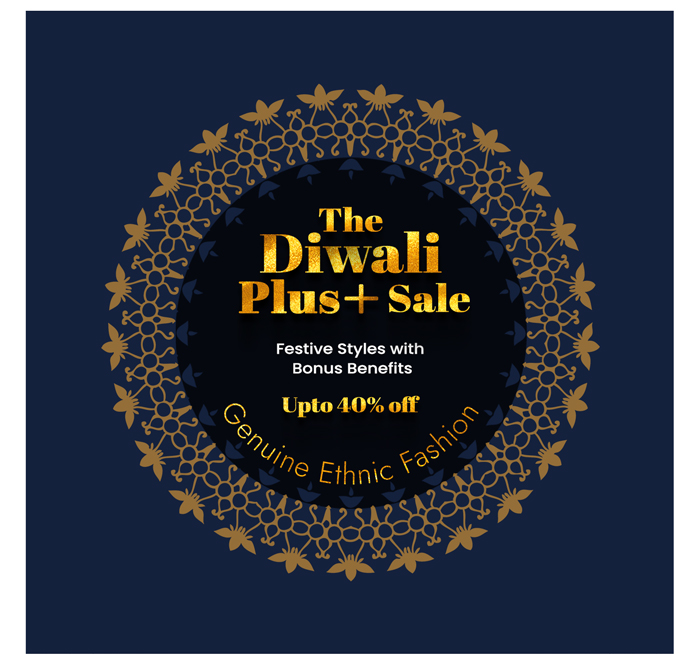 The
Diwali
Plus+ Sale
Festive Styles with
Bonus Benefits
Upto 40% off
Genuine Ethnic Fashion